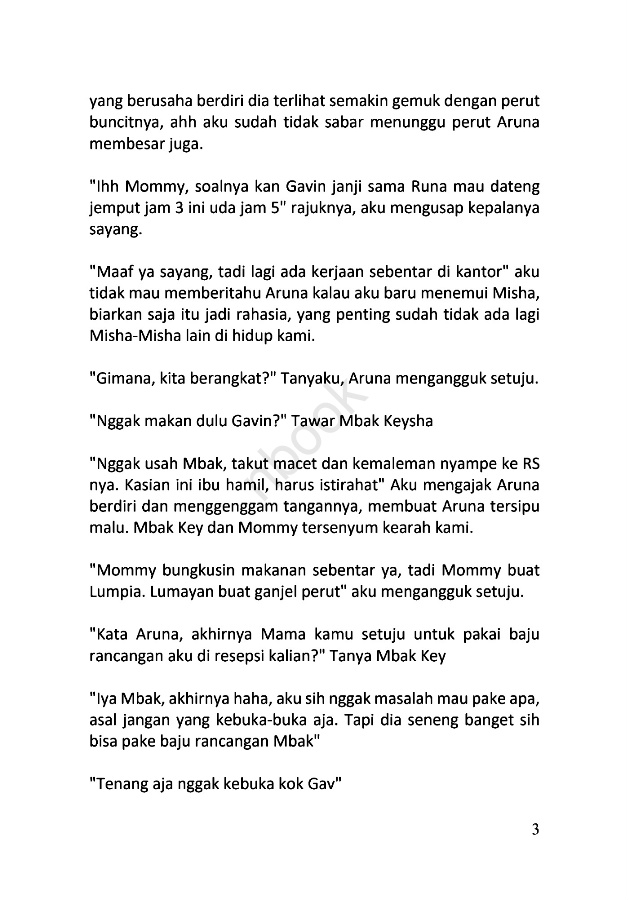 yang berusaha berdiri dia terlihat semakin gemuk dengan perut
buncitnya, ahh aku sudah tidak sabar menunggu perut Aruna
membesar juga.
"Ihh Mommy, soalnya kan Gavin janji sama Runa mau dateng
jemput jam 3 ini uda jam 5" rajuknya, aku mengusap kepalanya
sayang.
"Maaf ya sayang, tadi lagi ada kerjaan sebentar di kantor" aku
tidak mau memberitahu Aruna kalau aku baru menemui Misha,
biarkan saja itu jadi rahasia, yang penting sudah tidak ada lagi
Misha-Misha lain di hidup kami.
"Gimana, kita berangkat?" Tanyaku, Aruna mengangguk setuju.
"Nggak makan dulu Gavin?" Tawar Mbak Keysha
"Nggak usah Mbak, takut macet dan kemaleman nyampe ke RS
nya. Kasian ini ibu hamil, harus istirahat" Aku mengajak Aruna
berdiri dan menggenggam tangannya, membuat Aruna tersipu
malu. Mbak Key dan Mommy tersenyum kearah kami.
"Mommy bungkusin makanan sebentar ya, tadi Mommy buat
Lumpia. Lumayan buat ganjel perut" aku mengangguk setuju.
"Kata Aruna, akhirnya Mama kamu setuju untuk pakai baju
rancangan aku di resepsi kalian?" Tanya Mbak Key
"Iya Mbak, akhirnya haha, aku sih nggak masalah mau pake apa,
asal jangan yang kebuka-buka aja. Tapi dia seneng banget sih
bisa pake baju rancangan Mbak"
"Tenang aja nggak kebuka kok Gav"
3